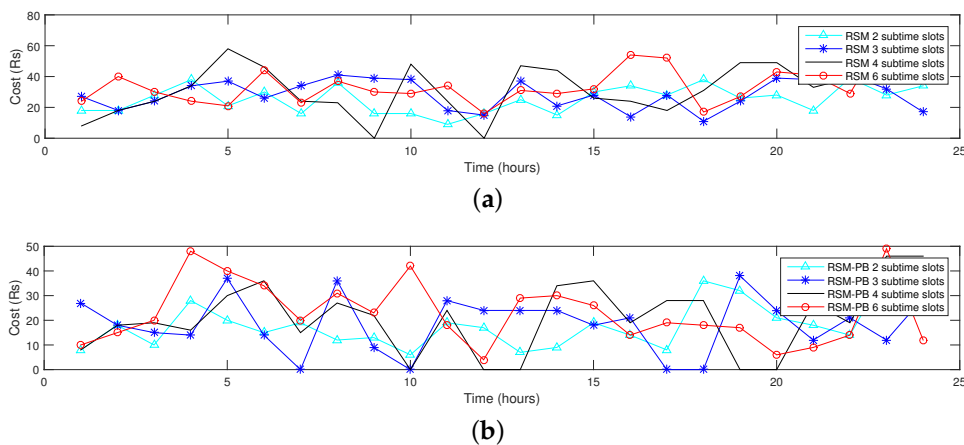 80
60
40
20
0
Cost (Rs)
RSM 2 subtime slots
RSM 3 subtime slots
RSM 4 subtime slots
RSM 6 subtime slots
0 5 10 15 20 25
Time (hours)
(a)
50
40
30
20
10
0
Cost (Rs)
RSM-PB 2 subtime slots
RSM-PB 3 subtime slots
RSM-PB 4 subtime slots
RSM-PB 6 subtime slots
0 5 10 15 20 25
Time (hours)
(b)